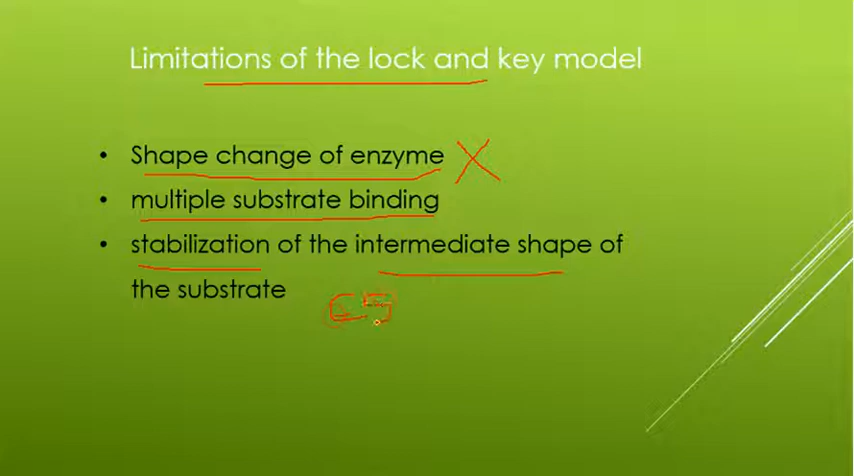 Limitations of the lock and key model
• Shape change of enzyme X
• multiple substrate binding
• stabilization of the intermediate shape of
the substrate
ES